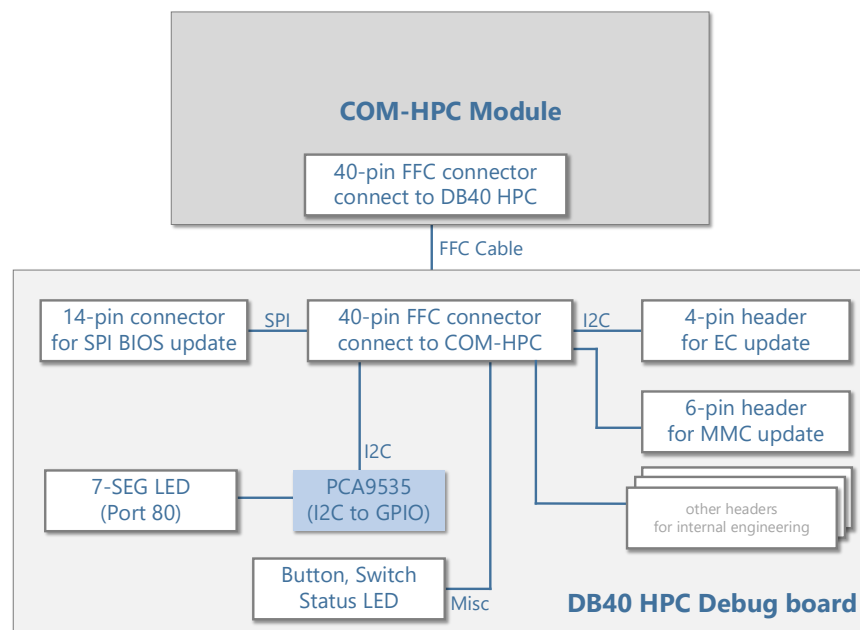 COM-HPC Module
40-pin FFC connector
connect to DB40 HPC
FFC Cable
14-pin connector
for SPI BIOS update
SPI
40-pin FFC connector
connect to COM-HPC
I2C
4-pin header
for EC update
6-pin header
for MMC update
I2C
7-SEG LED
(Port 80)
PCA9535
(I2C to GPIO)
other headers
for internal engineering
Button, Switch
Status LED
Misc
DB40 HPC Debug board